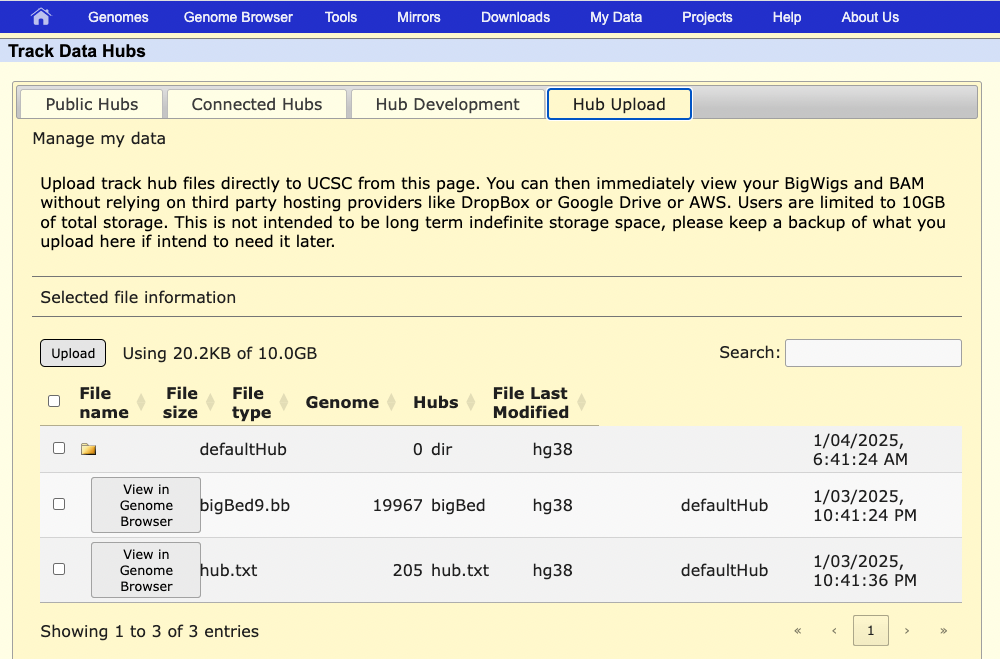 Genomes Genome Browser Tools Mirrors Downloads My Data Projects Help About Us
Track Data Hubs
Public Hubs Connected Hubs Hub Development Hub Upload
Manage my data
Upload track hub files directly to UCSC from this page. You can then immediately view your BigWigs and BAM
without relying on third party hosting providers like DropBox or Google Drive or AWS. Users are limited to 10GB
of total storage. This is not intended to be long term indefinite storage space, please keep a backup of what you
upload here if intend to need it later.
Selected file information
Upload Using 20.2KB of 10.0GB Search:
File name File size File type Genome Hubs File Last Modified
defaultHub 0 dir hg38 1/04/2025, 6:41:24 AM
View in Genome Browser bigBed9.bb 19967 bigBed hg38 defaultHub 1/03/2025, 10:41:24 PM
View in Genome Browser hub.txt 205 hub.txt hg38 defaultHub 1/03/2025, 10:41:36 PM
Showing 1 to 3 of 3 entries « ‹ 1 › »